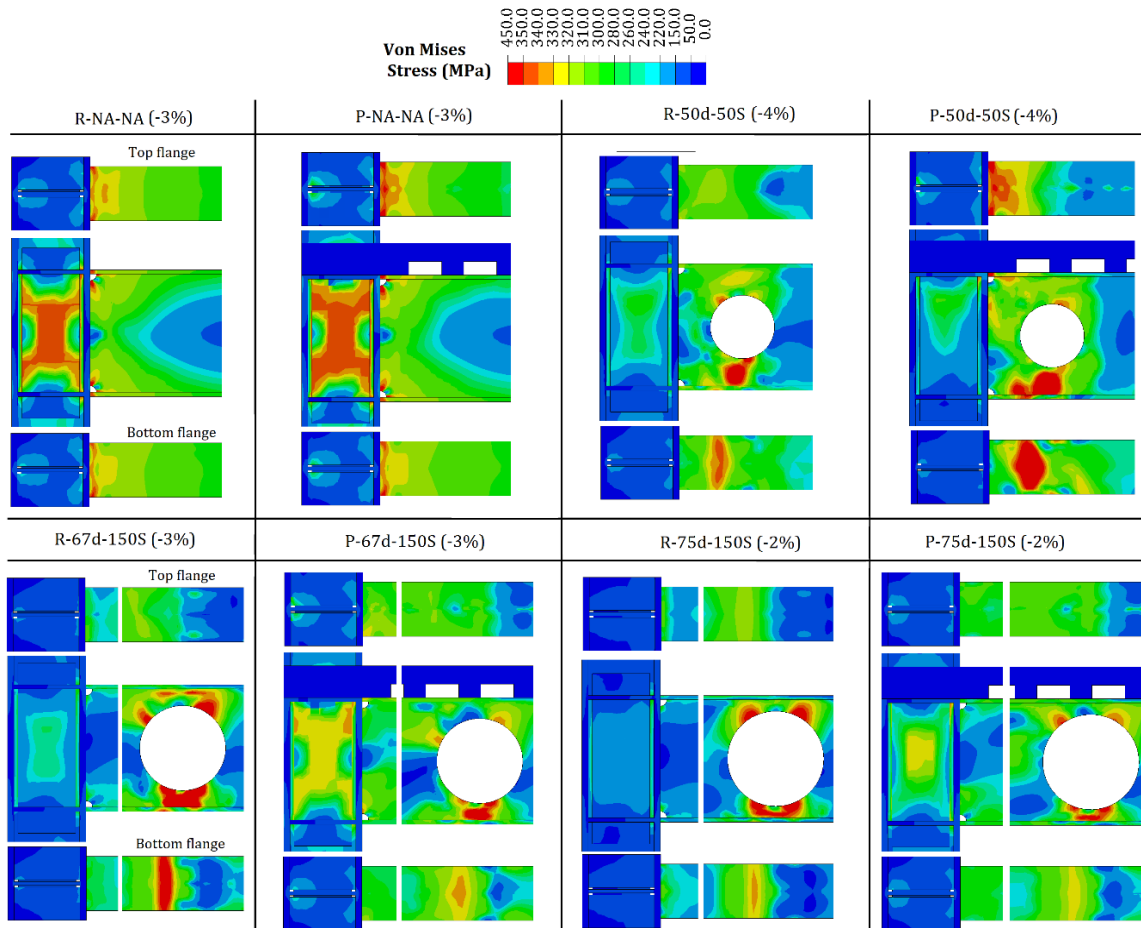 Von Mises
Stress (MPa)
450.0
350.0
340.0
330.0
320.0
310.0
300.0
280.0
260.0
240.0
220.0
150.0
50.0
0.0
R-NA-NA (-3%)
P-NA-NA (-3%)
R-50d-50S (-4%)
P-50d-50S (-4%)
Top flange
Bottom flange
R-67d-150S (-3%)
P-67d-150S (-3%)
R-75d-150S (-2%)
P-75d-150S (-2%)
Top flange
Bottom flange